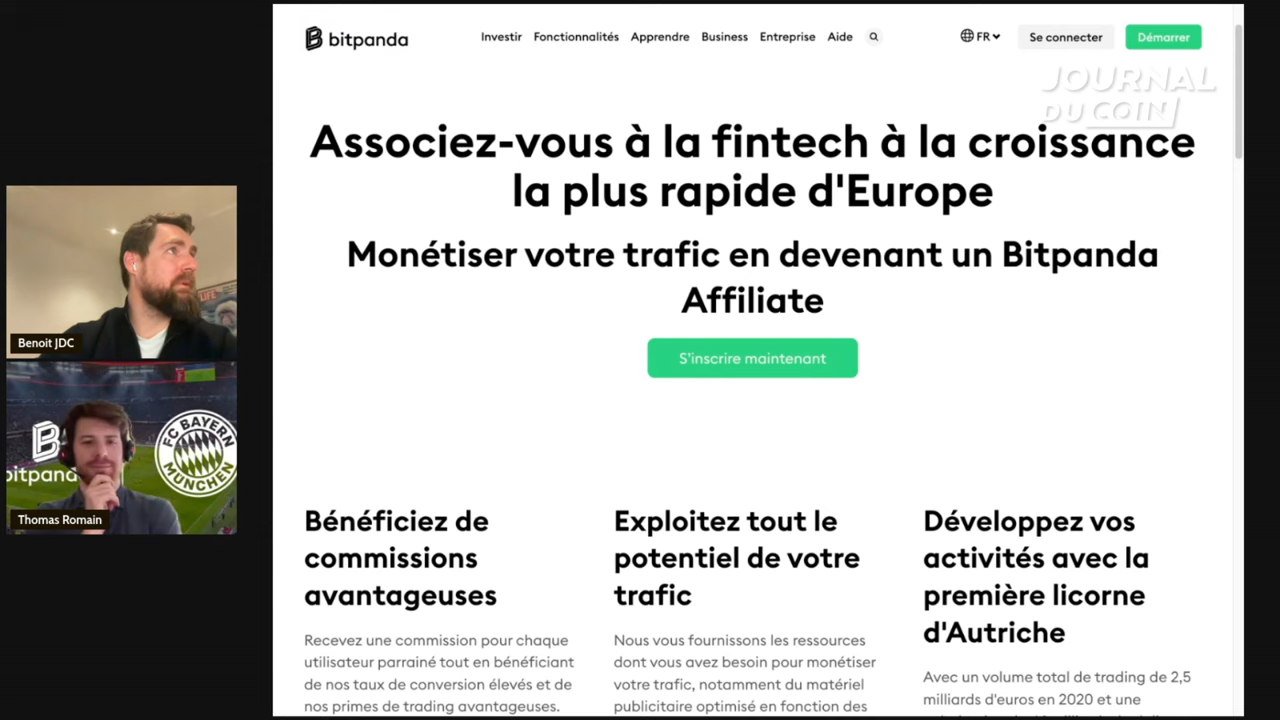 bitpanda
Investir Fonctionnalités Apprendre Business Entreprise Aide
FR
Se connecter
Démarrer
JOURNAL
DU COIN
Associez-vous à la fintech à la croissance
la plus rapide d'Europe
Monétiser votre trafic en devenant un Bitpanda
Affiliate
S'inscrire maintenant
LIFE
Benoit JDC
FC BAYERN
MÜNCHEN
bitpanda
Thomas Romain
Bénéficiez de
commissions
avantageuses
Recevez une commission pour chaque
utilisateur parrainé tout en bénéficiant
de nos taux de conversion élevés et de
nos primes de trading avantageuses.
Exploitez tout le
potentiel de votre
trafic
Nous vous fournissons les ressources
dont vous avez besoin pour monétiser
votre trafic, notamment du matériel
publicitaire optimisé en fonction des
Développez vos
activités avec la
première licorne
d'Autriche
Avec un volume total de trading de 2,5
milliards d'euros en 2020 et une